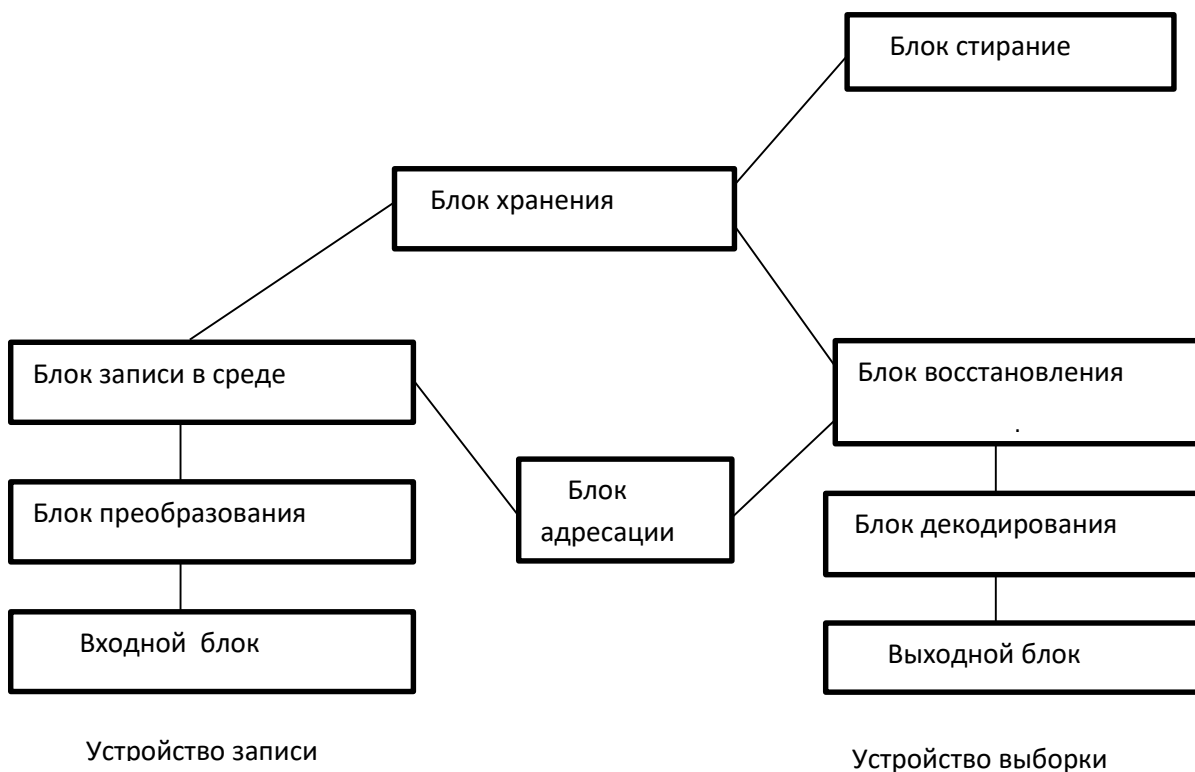 Блок стирание
Блок хранения
Блок записи в среде
Блок восстановления
.
Блок
адресации
Блок преобразования
Блок декодирования
Входной блок
Выходной блок
Устройство записи
Устройство выборки